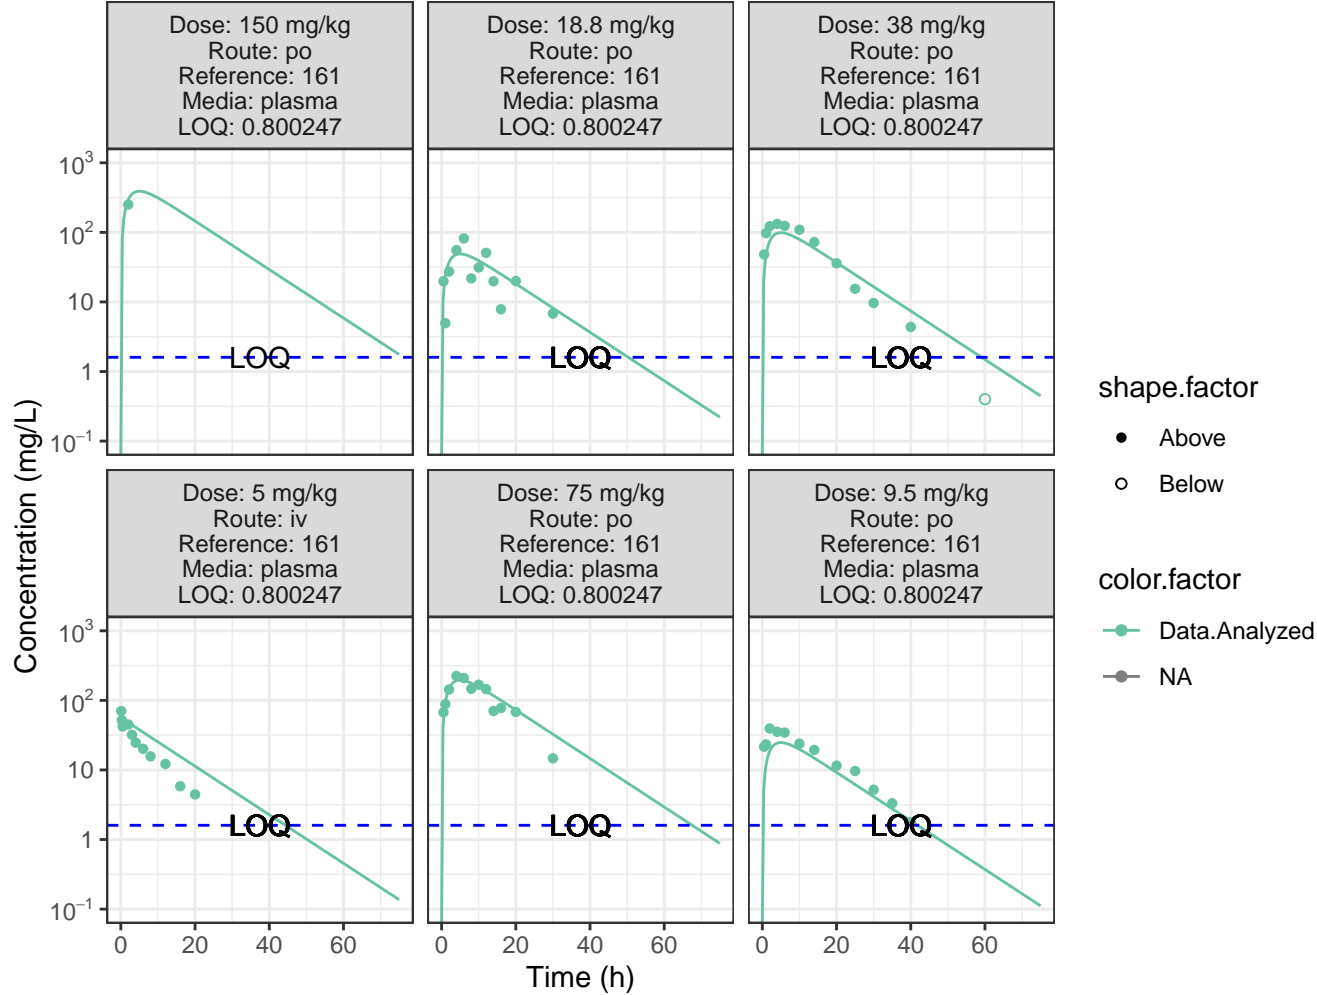 Dose: 150 mg/kg
Route: po
Reference: 161
Media: plasma
LOQ: 0.800247
Dose: 18.8 mg/kg
Route: po
Reference: 161
Media: plasma
LOQ: 0.800247
Dose: 38 mg/kg
Route: po
Reference: 161
Media: plasma
LOQ: 0.800247
10³
10²
10
1
10⁻¹
LOQ
LOQ
LOQ
Dose: 5 mg/kg
Route: iv
Reference: 161
Media: plasma
LOQ: 0.800247
Dose: 75 mg/kg
Route: po
Reference: 161
Media: plasma
LOQ: 0.800247
Dose: 9.5 mg/kg
Route: po
Reference: 161
Media: plasma
LOQ: 0.800247
10³
10²
10
1
10⁻¹
LOQ
LOQ
LOQ
0 20 40 60
0 20 40 60
0 20 40 60
Time (h)
Concentration (mg/L)
shape.factor
Above
Below
color.factor
Data.Analyzed
NA